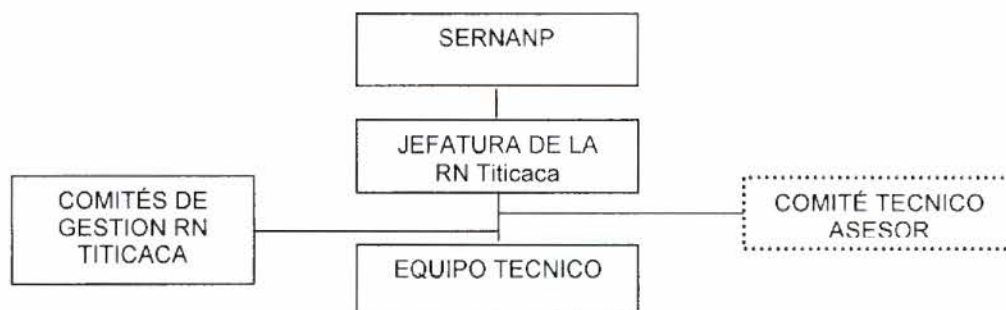 SERNANP
JEFATURA DE LA
RN Titicaca
COMITÉS DE
GESTION RN
TITICACA
COMITÉ TECNICO
ASESOR
EQUIPO TECNICO